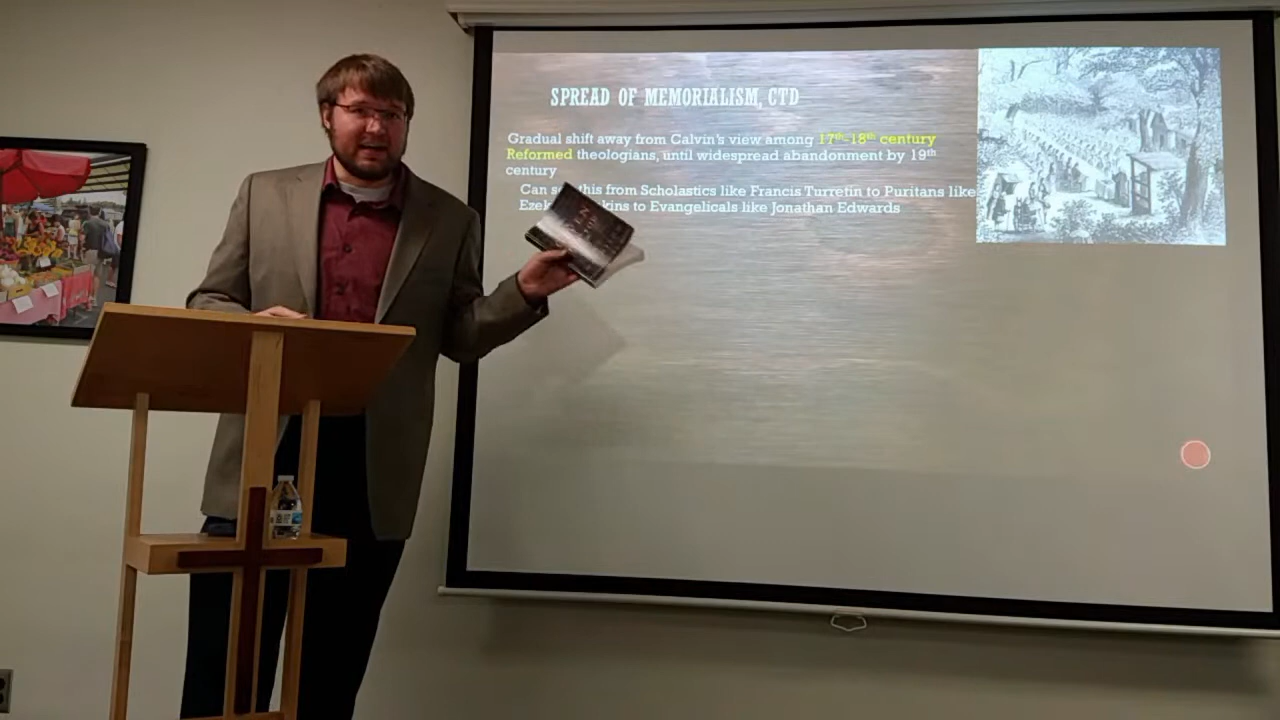 SPREAD OF MEMORIALISM, CTD
Gradual shift away from Calvin's view among 17th-18th century
Reformed theologians, until widespread abandonment by 19th
century
Can this from Scholastics like Francis Turretin to Puritans like
to Evangelicals like Jonathan Edwards